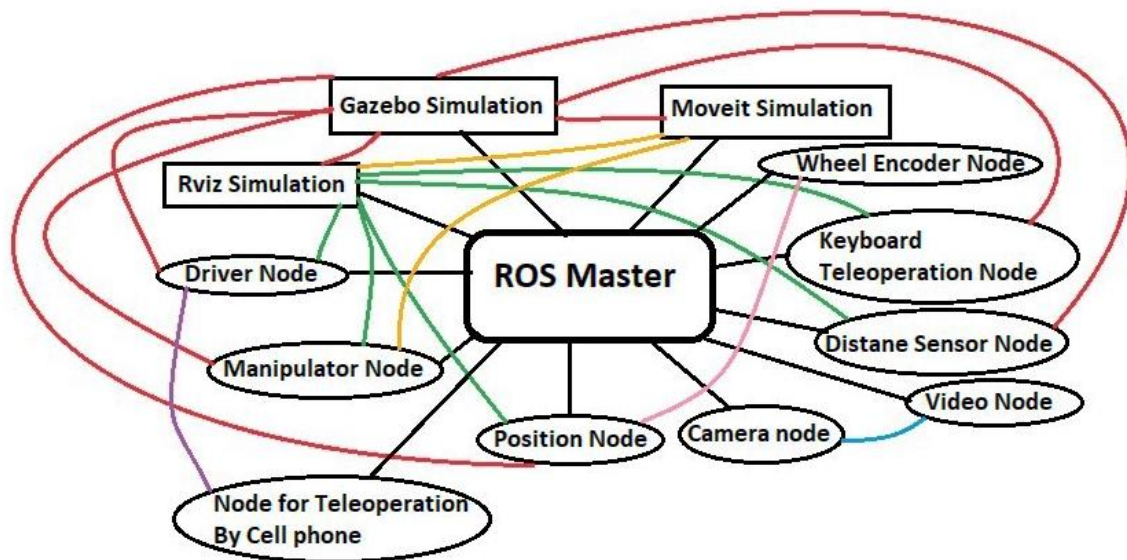 Gazebo Simulation
Moveit Simulation
Wheel Encoder Node
Rviz Simulation
Keyboard
Teleoperation Node
Driver Node
ROS Master
Distane Sensor Node
Manipulator Node
Video Node
Position Node
Camera node
Node for Teleoperation
By Cell phone